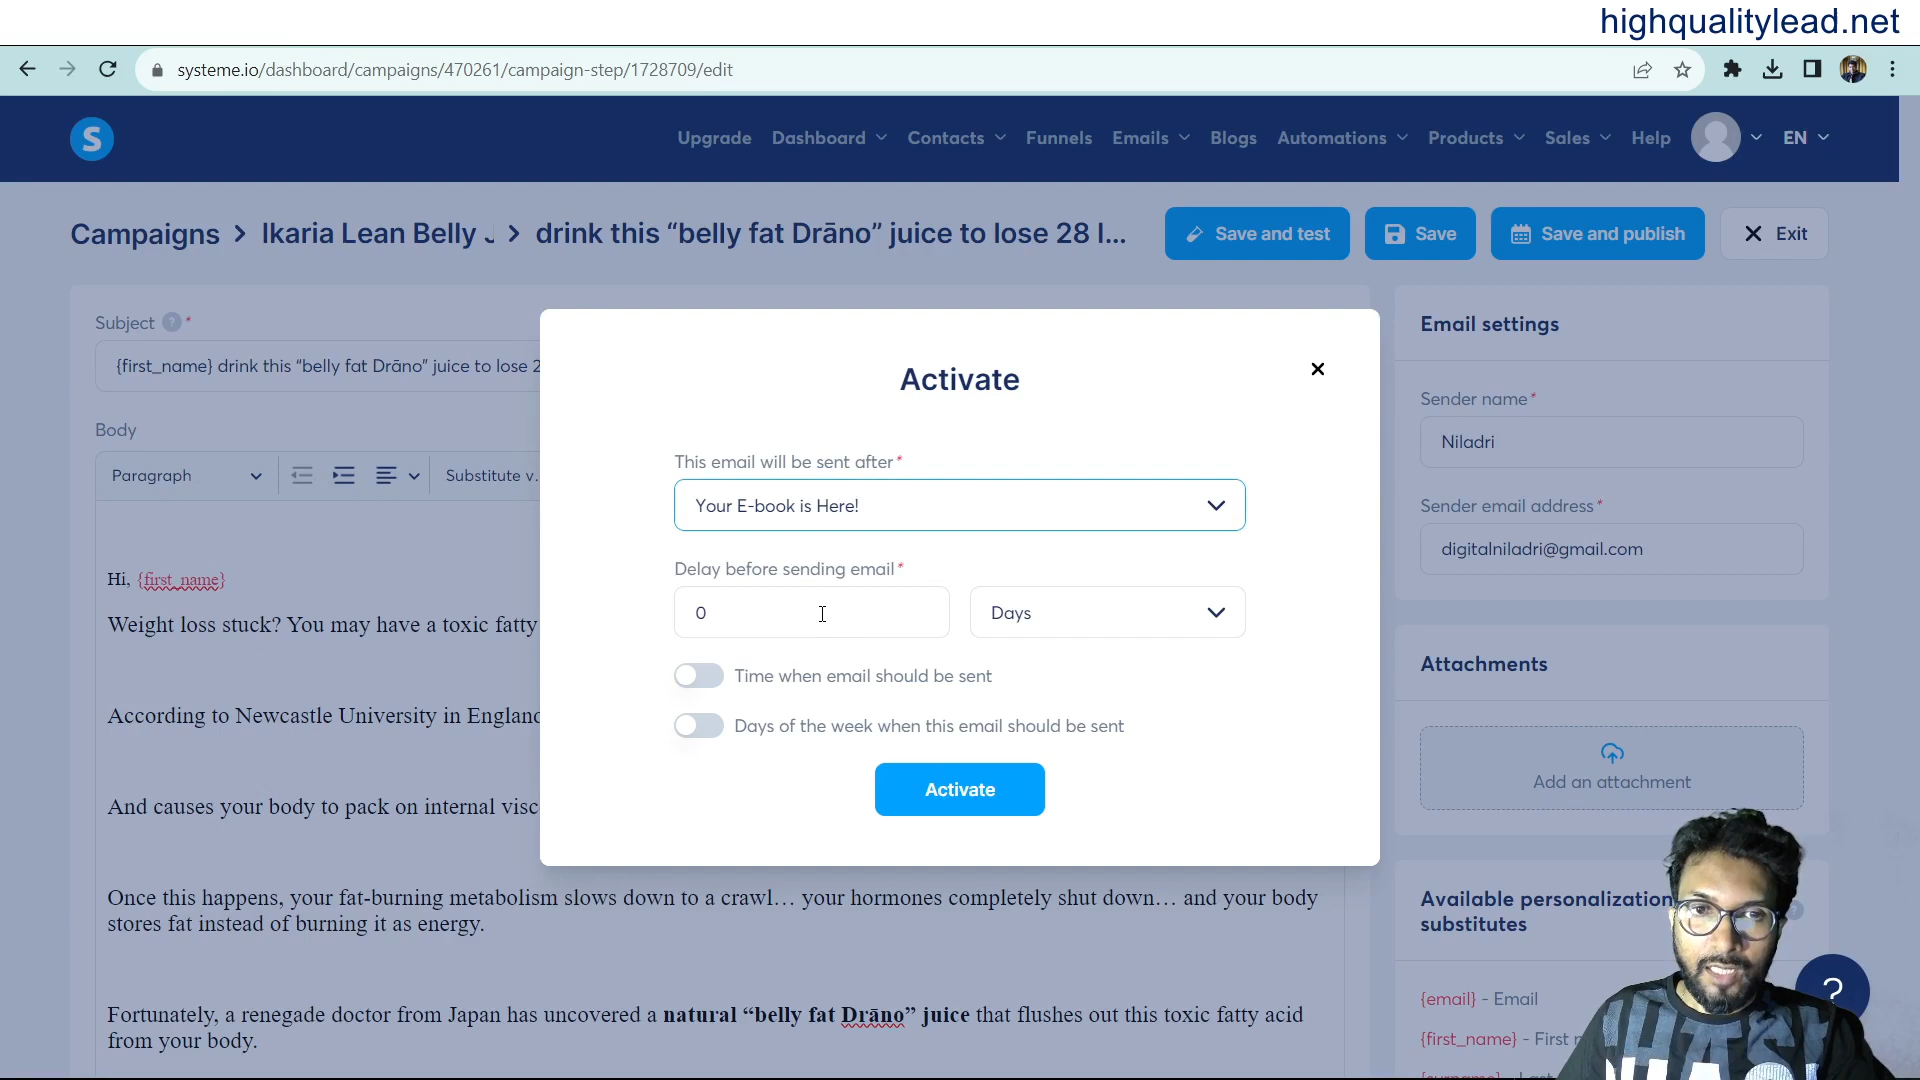 highqualitylead.net
systeme.io/dashboard/campaigns/470261/campaign-step/1728709/edit
S
Upgrade Dashboard Contacts Funnels Emails Blogs Automations Products Sales Help EN
Campaigns > Ikaria Lean Belly J > drink this “belly fat Drāno” juice to lose 28 l...
Save and test Save Save and publish Exit
Subject ? *
{first_name} drink this “belly fat Drāno” juice to lose 2
Body
Paragraph Substitute v.
Hi, {first_name}
Weight loss stuck? You may have a toxic fatty
According to Newcastle University in England
And causes your body to pack on internal visc
Once this happens, your fat-burning metabolism slows down to a crawl… your hormones completely shut down… and your body
stores fat instead of burning it as energy.
Fortunately, a renegade doctor from Japan has uncovered a natural “belly fat Drāno” juice that flushes out this toxic fatty acid
from your body.
Activate
This email will be sent after*
Your E-book is Here!
Delay before sending email*
0 Days
Time when email should be sent
Days of the week when this email should be sent
Activate
Email settings
Sender name*
Niladri
Sender email address*
digitalniladri@gmail.com
Attachments
Add an attachment
Available personalization
substitutes
?
{email} - Email
{first_name} - First